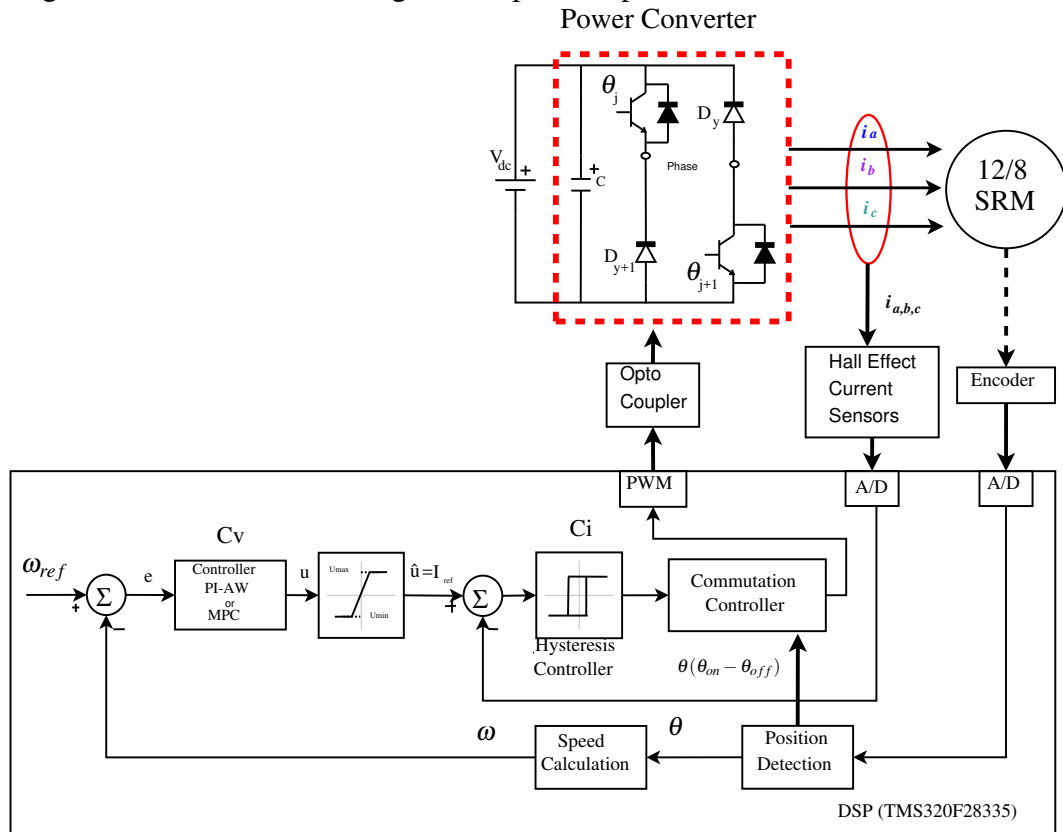 Power Converter
θj
Dy
Vdc
+
+
C
Phase
Dy+1
θj+1
ia
ib
ic
12/8
SRM
ia,b,c
Opto
Coupler
Hall Effect
Current
Sensors
Encoder
PWM
A/D
A/D
Cv
Ci
ωref
Σ
+
−
e
Controller
PI-AW
or
MPC
u
Umax
Umin
û=I ref
Σ
+
−
Hysteresis
Controller
Commutation
Controller
θ(θon − θoff)
ω
Speed
Calculation
θ
Position
Detection
DSP (TMS320F28335)